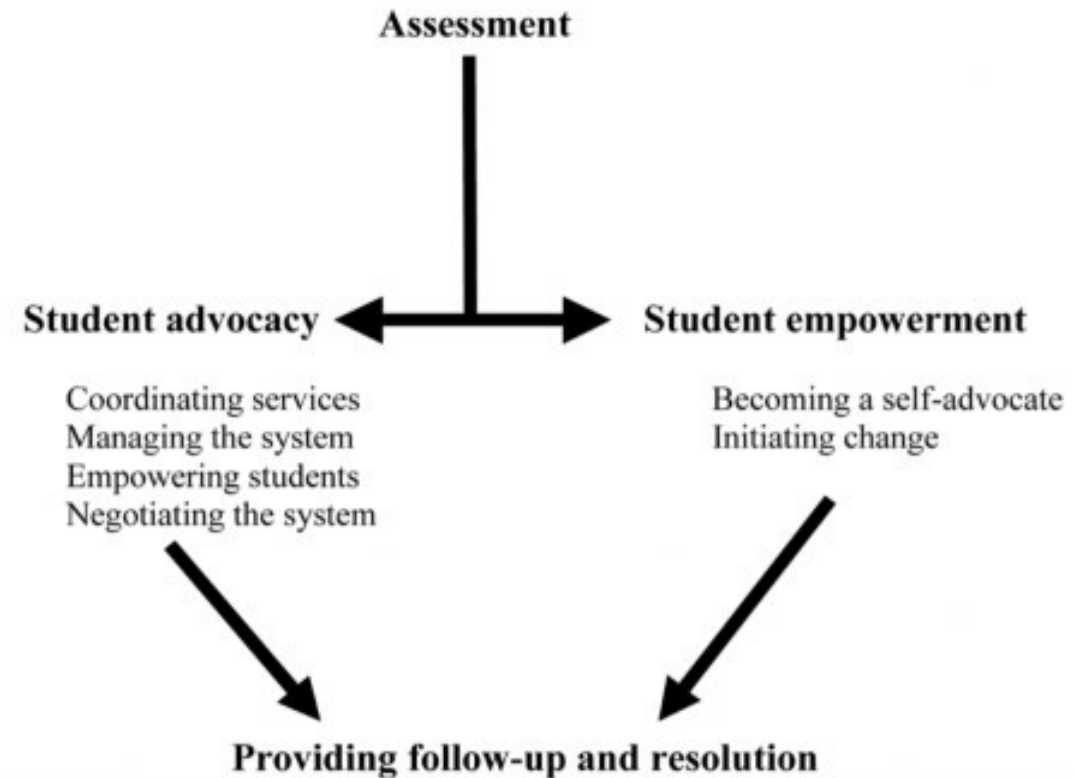 Assessment
Student advocacy
Coordinating services
Managing the system
Empowering students
Negotiating the system
Student empowerment
Becoming a self-advocate
Initiating change
Providing follow-up and resolution